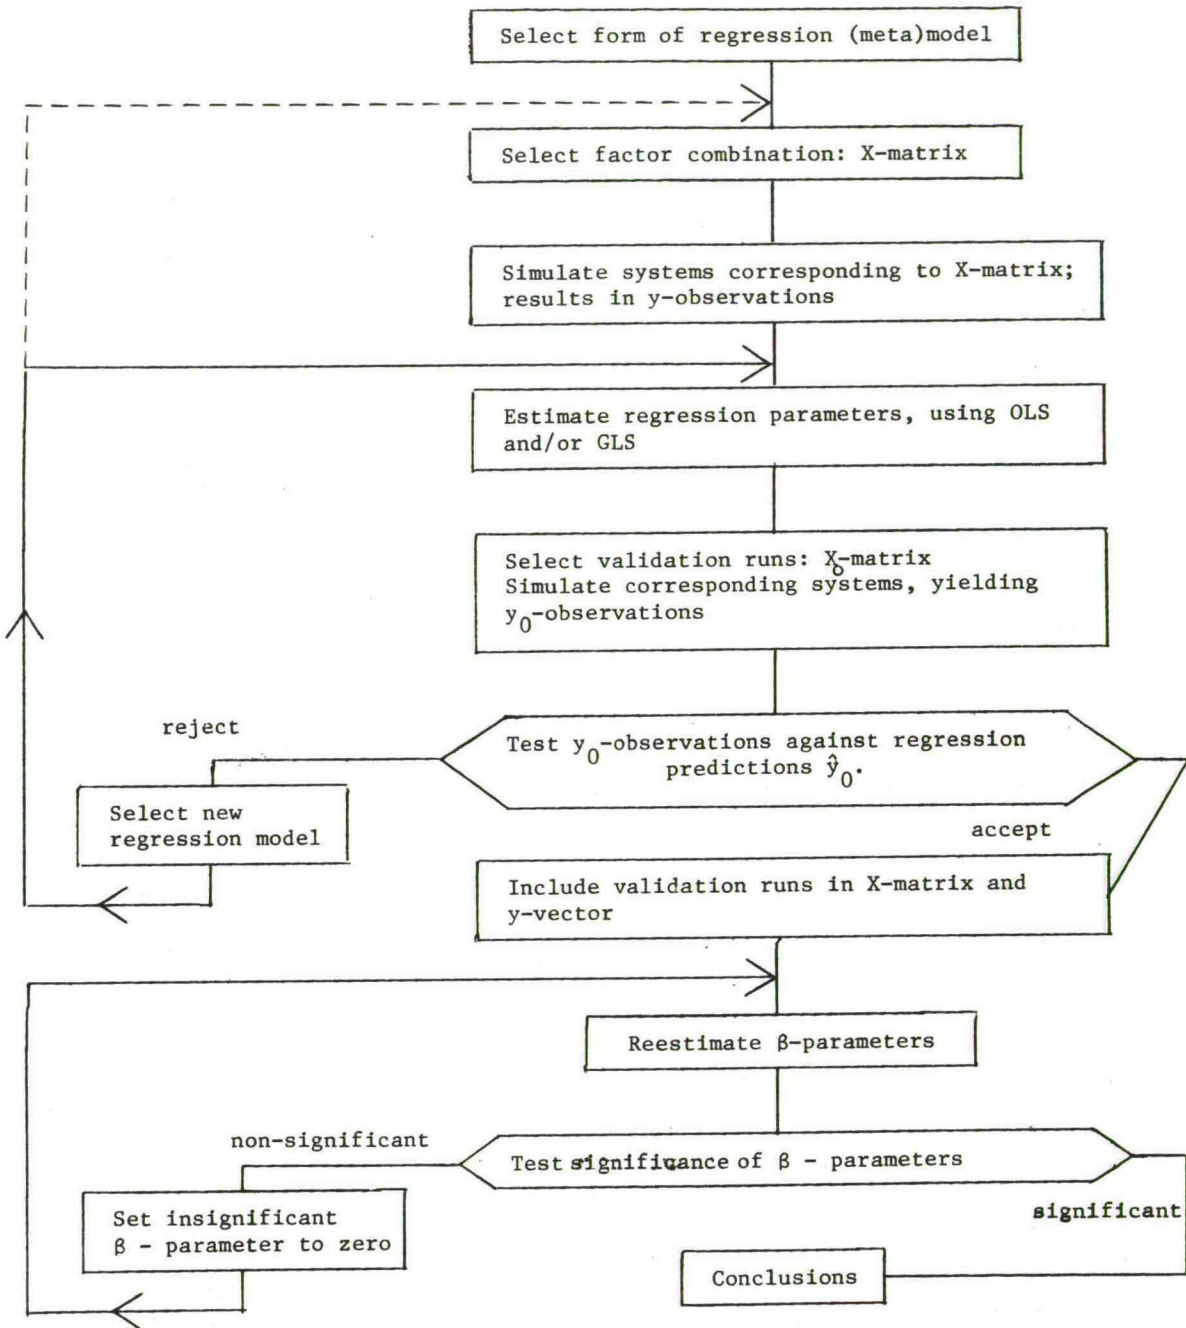 Select form of regression (meta)model
Select factor combination: X-matrix
Simulate systems corresponding to X-matrix;
results in y-observations
Estimate regression parameters, using OLS
and/or GLS
Select validation runs: X₀-matrix
Simulate corresponding systems, yielding
y₀-observations
reject
Test y₀-observations against regression
predictions ŷ₀.
Select new
regression model
accept
Include validation runs in X-matrix and
y-vector
Reestimate β-parameters
non-significant
Test significance of β - parameters
Set insignificant
β - parameter to zero
significant
Conclusions